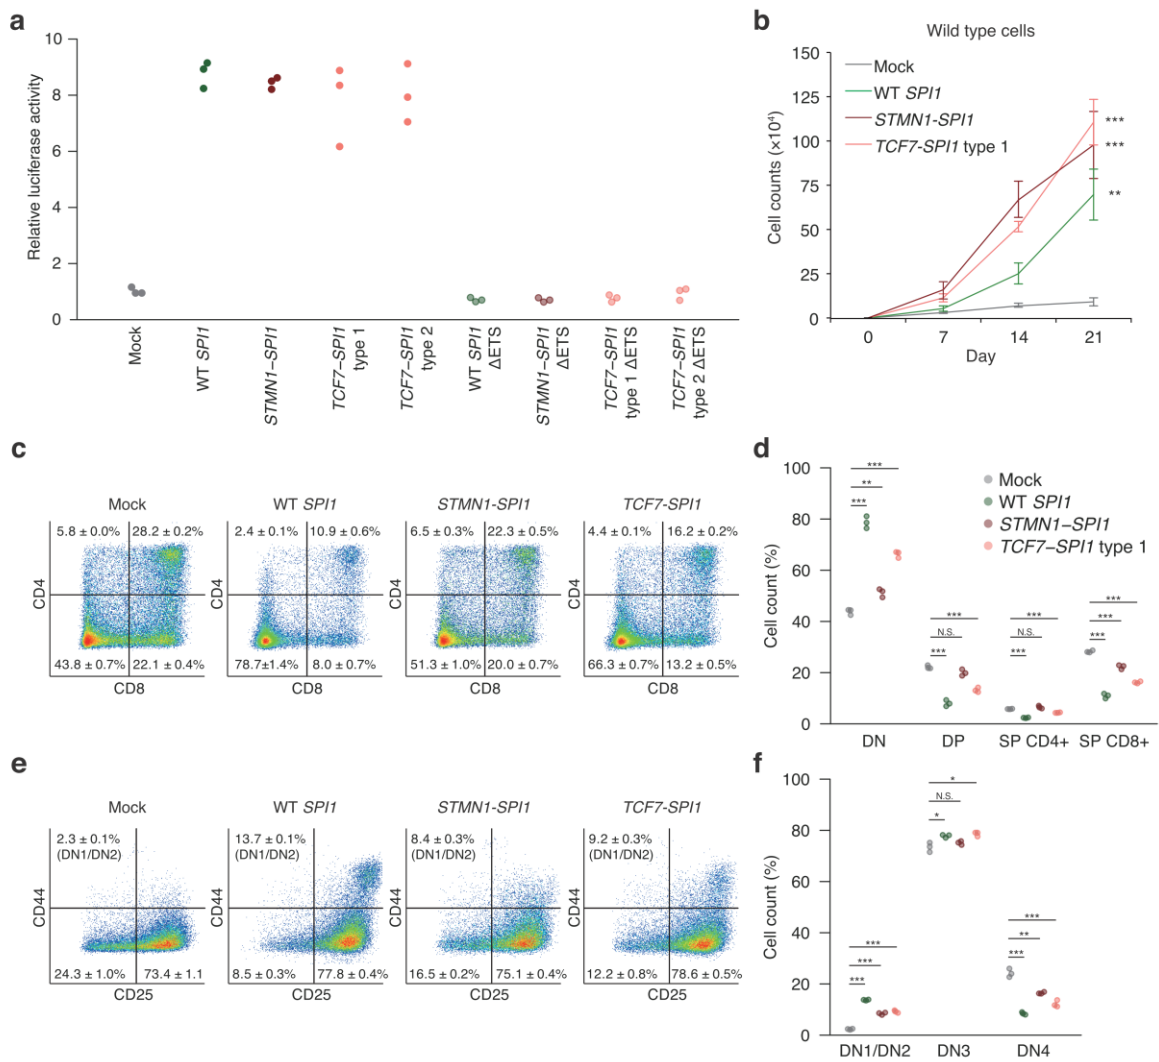 a
10
8
6
4
2
0
Relative luciferase activity
Mock
WT SPI1
STMN1–SPI1
TCF7–SPI1
type 1
TCF7–SPI1
type 2
WT SPI1
ΔETS
STMN1–SPI1
ΔETS
TCF7–SPI1
type 1 ΔETS
TCF7–SPI1
type 2 ΔETS
b
Wild type cells
150
125
100
75
50
25
0
Cell counts (×10⁴)
Mock
WT SPI1
STMN1-SPI1
TCF7-SPI1 type 1
***
***
**
0 7 14 21
Day
c
Mock
5.8 ± 0.0% 28.2 ± 0.2%
CD4
43.8 ± 0.7% 22.1 ± 0.4%
CD8
WT SPI1
2.4 ± 0.1% 10.9 ± 0.6%
CD4
78.7±1.4% 8.0 ± 0.7%
CD8
STMN1-SPI1
6.5 ± 0.3% 22.3 ± 0.5%
CD4
51.3 ± 1.0% 20.0 ± 0.7%
CD8
TCF7-SPI1
4.4 ± 0.1% 16.2 ± 0.2%
CD4
66.3 ± 0.7% 13.2 ± 0.5%
CD8
d
100
80
60
40
20
0
Cell count (%)
Mock
WT SPI1
STMN1–SPI1
TCF7–SPI1 type 1
***
**
***
***
N.S.
***
***
N.S.
***
***
***
***
DN DP SP CD4+ SP CD8+
e
Mock
2.3 ± 0.1%
(DN1/DN2)
CD44
24.3 ± 1.0% 73.4 ± 1.1
CD25
WT SPI1
13.7 ± 0.1%
(DN1/DN2)
CD44
8.5 ± 0.3% 77.8 ± 0.4%
CD25
STMN1-SPI1
8.4 ± 0.3%
(DN1/DN2)
CD44
16.5 ± 0.2% 75.1 ± 0.4%
CD25
TCF7-SPI1
9.2 ± 0.3%
(DN1/DN2)
CD44
12.2 ± 0.8% 78.6 ± 0.5%
CD25
f
100
80
60
40
20
0
Cell count (%)
***
***
***
*
N.S.
*
***
**
***
DN1/DN2 DN3 DN4